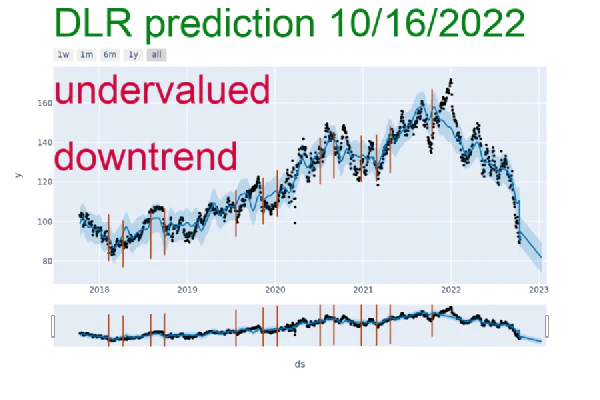 DLR prediction 10/16/2022
1w 1m 6m 1y all
undervalued
downtrend
y
160
140
120
100
80
2018 2019 2020 2021 2022 2023
ds